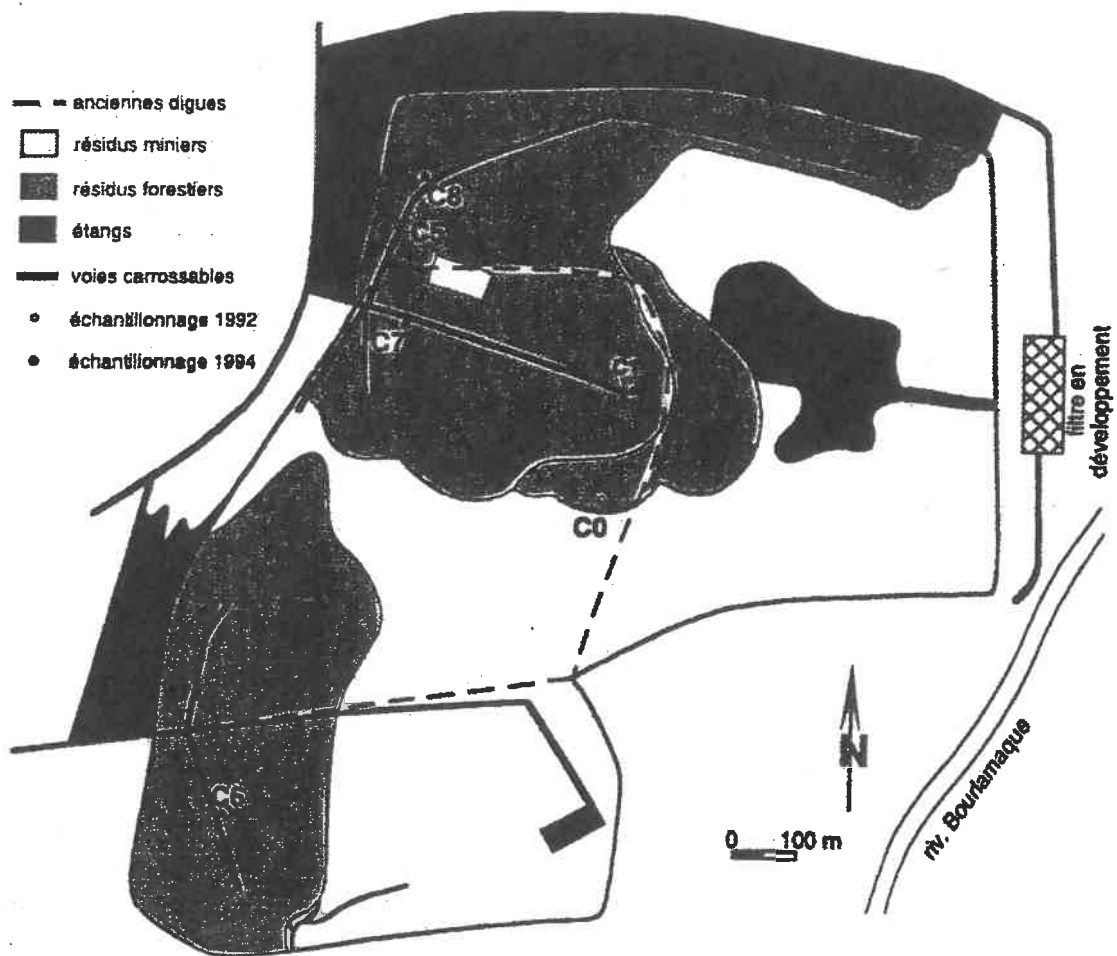 anciennes digues
résidus miniers
résidus forestiers
étangs
voies carrossables
échantillonnage 1992
échantillonnage 1994
C8
C5
C7
C0
C6
filtre en
développement
N
0 100 m
riv. Bourlamaque